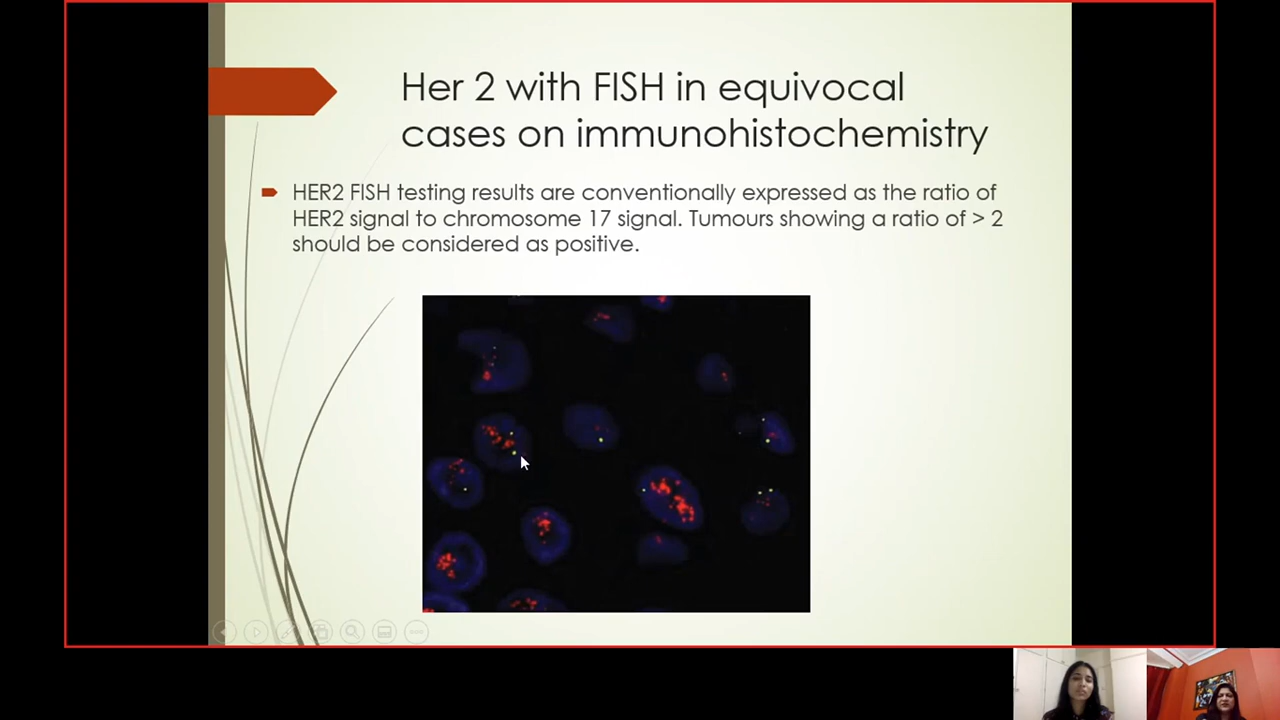 Her 2 with FISH in equivocal
cases on immunohistochemistry
HER2 FISH testing results are conventionally expressed as the ratio of
HER2 signal to chromosome 17 signal. Tumours showing a ratio of > 2
should be considered as positive.